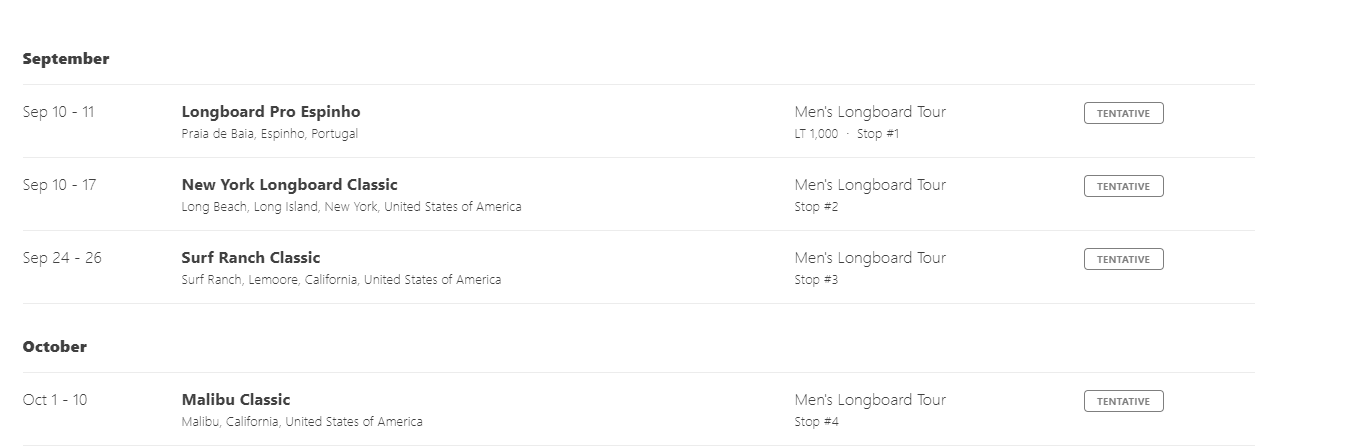 September
Sep 10 - 11
Longboard Pro Espinho
Praia de Baia, Espinho, Portugal
Men's Longboard Tour
LT 1,000 · Stop #1
TENTATIVE
Sep 10 - 17
New York Longboard Classic
Long Beach, Long Island, New York, United States of America
Men's Longboard Tour
Stop #2
TENTATIVE
Sep 24 - 26
Surf Ranch Classic
Surf Ranch, Lemoore, California, United States of America
Men's Longboard Tour
Stop #3
TENTATIVE
October
Oct 1 - 10
Malibu Classic
Malibu, California, United States of America
Men's Longboard Tour
Stop #4
TENTATIVE